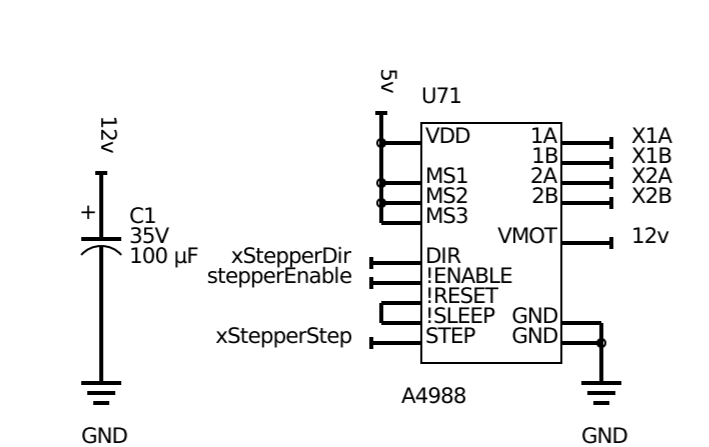 5v
U71
12v
VDD
1A
X1A
1B
X1B
MS1
2A
X2A
MS2
2B
X2B
+
C1
MS3
35V
VMOT
12v
100 µF
xStepperDir
DIR
stepperEnable
!ENABLE
!RESET
!SLEEP
GND
xStepperStep
STEP
GND
A4988
GND
GND